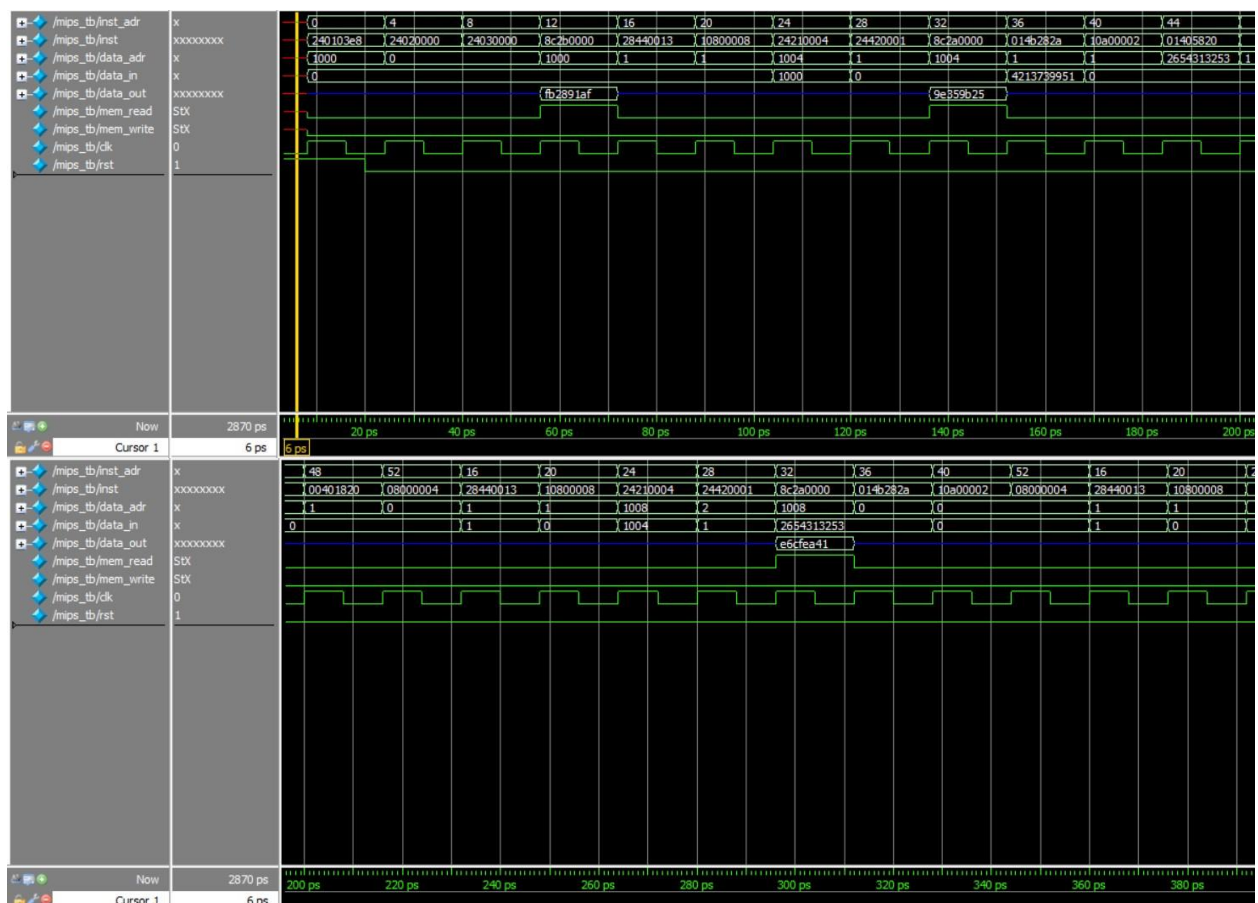 /mips_tb/inst_adr x 0 4 8 12 16 20 24 28 32 36 40 44
/mips_tb/inst xxxxxxxx 240103e8 24020000 24030000 8c2b0000 28440013 10800008 24210004 24420001 8c2a0000 014b282a 10a00002 01405820
/mips_tb/data_adr x 1000 0 1000 1 1 1004 1 1004 1 1 2654313253 1
/mips_tb/data_in x 0 1000 0 4213739951 0
/mips_tb/data_out xxxxxxxx fb2891af 9e359b25
/mips_tb/mem_read StX
/mips_tb/mem_write StX
/mips_tb/clk 0
/mips_tb/rst 1
Now 2870 ps 20 ps 40 ps 60 ps 80 ps 100 ps 120 ps 140 ps 160 ps 180 ps 200 ps
Cursor 1 6 ps 6 ps
/mips_tb/inst_adr x 48 52 16 20 24 28 32 36 40 52 16 20
/mips_tb/inst xxxxxxxx 00401820 08000004 28440013 10800008 24210004 24420001 8c2a0000 014b282a 10a00002 08000004 28440013 10800008
/mips_tb/data_adr x 1 0 1 1 1008 2 1008 0 0 1 1
/mips_tb/data_in x 0 1 0 1004 1 2654313253 0 1 0
/mips_tb/data_out xxxxxxxx e6cfea41
/mips_tb/mem_read StX
/mips_tb/mem_write StX
/mips_tb/clk 0
/mips_tb/rst 1
Now 2870 ps 200 ps 220 ps 240 ps 260 ps 280 ps 300 ps 320 ps 340 ps 360 ps 380 ps
Cursor 1 6 ps